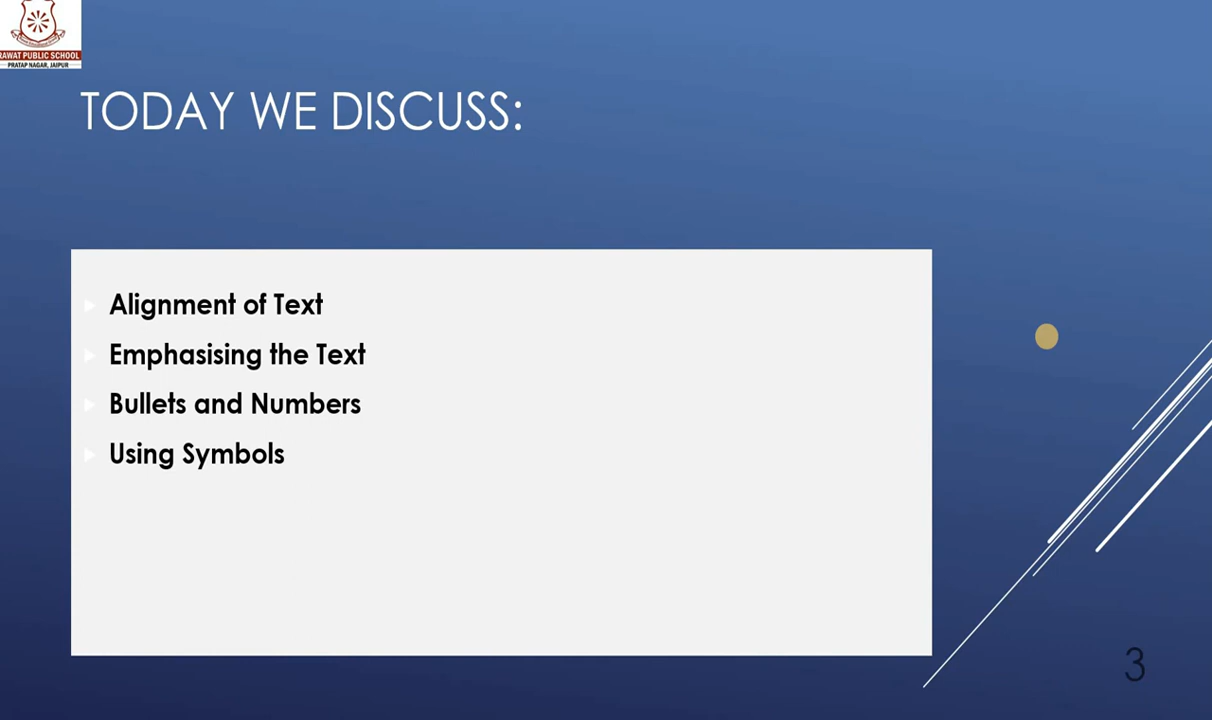 RAWAT PUBLIC SCHOOL
PRATAP NAGAR, JAIPUR
TODAY WE DISCUSS:
Alignment of Text
Emphasising the Text
Bullets and Numbers
Using Symbols
3